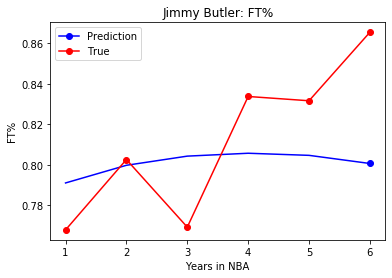 Jimmy Butler: FT%
Prediction
True
FT%
0.86
0.84
0.82
0.80
0.78
1 2 3 4 5 6
Years in NBA